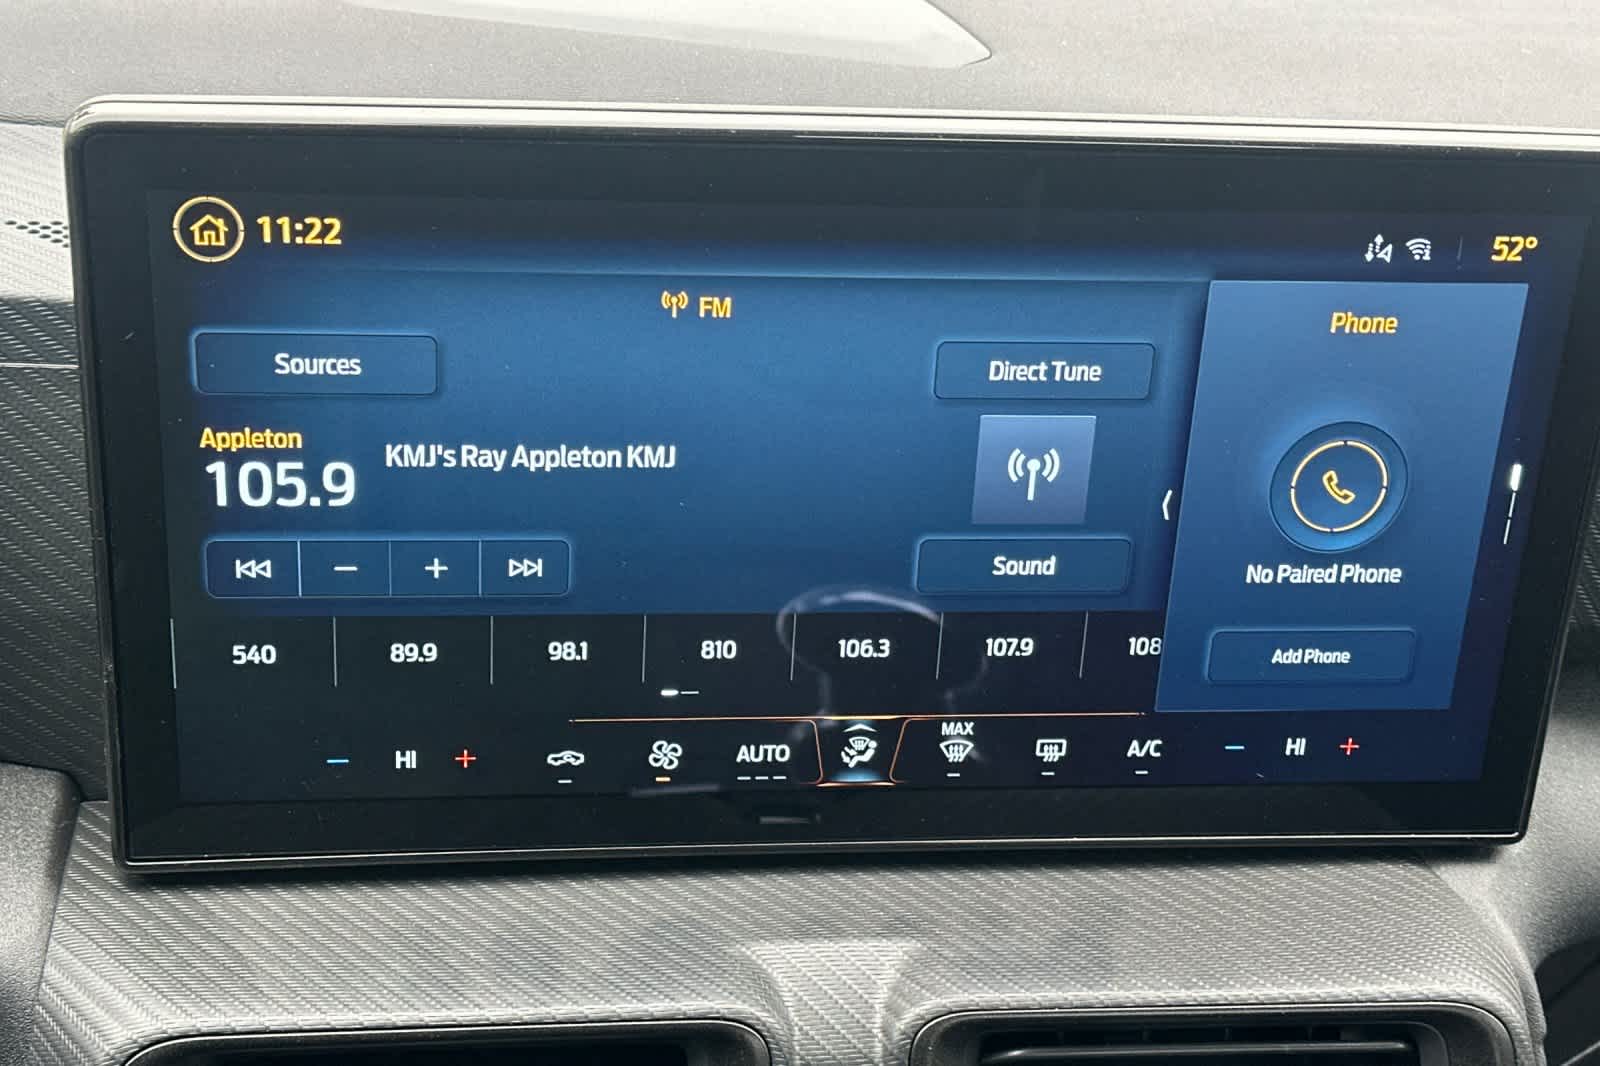 11:22
52°
FM
Phone
Sources
Direct Tune
Appleton
105.9
KMJ's Ray Appleton KMJ
Sound
No Paired Phone
540
89.9
98.1
810
106.3
107.9
108
Add Phone
− HI +
AUTO
MAX
A/C
− HI +